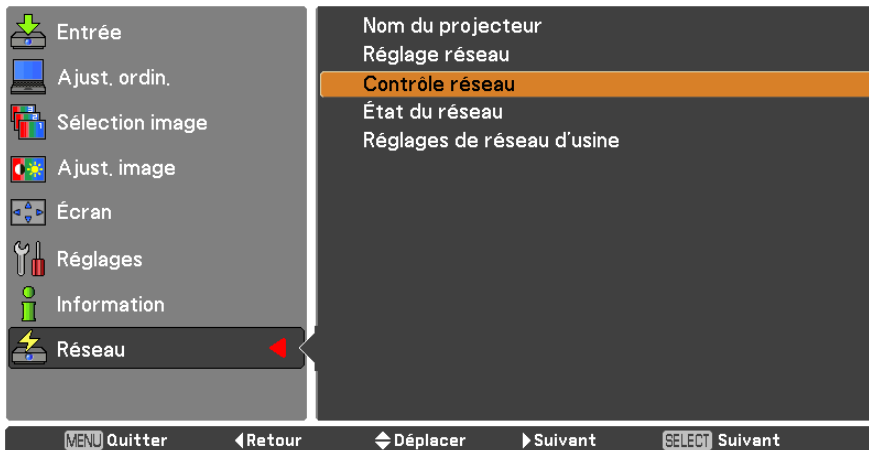 Entrée
Ajust. ordin.
Sélection image
Ajust. image
Écran
Réglages
Information
Réseau
Nom du projecteur
Réglage réseau
Contrôle réseau
État du réseau
Réglages de réseau d'usine
MENU Quitter Retour Déplacer Suivant SELECT Suivant